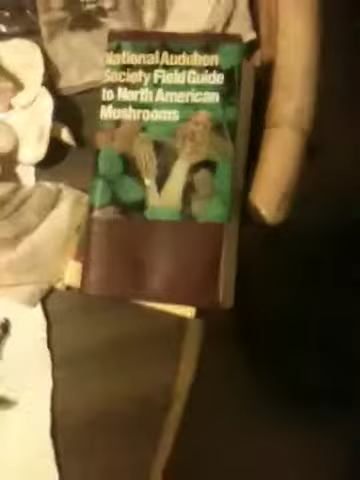 National Audubon
Society Field Guide
to North American
Mushrooms